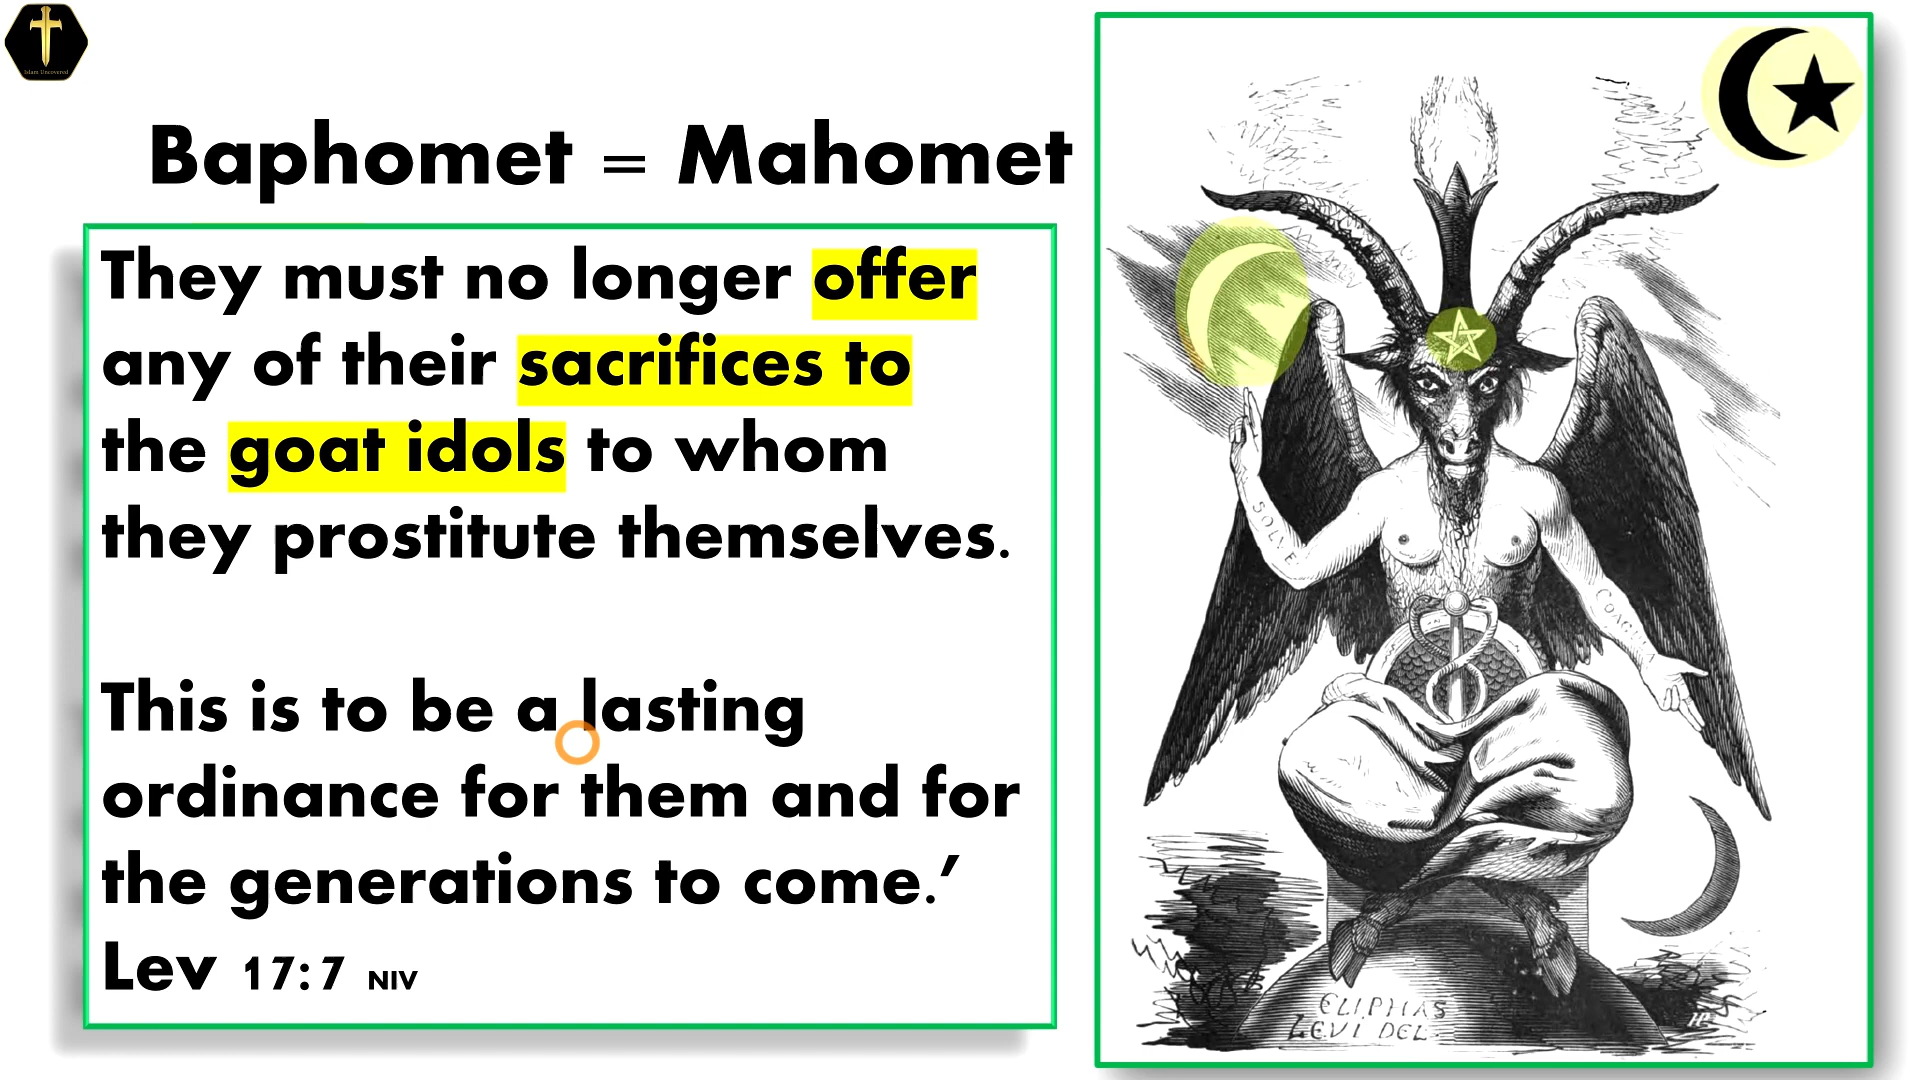 Islam Uncovered
Baphomet = Mahomet
They must no longer offer
any of their sacrifices to
the goat idols to whom
they prostitute themselves.
This is to be a lasting
ordinance for them and for
the generations to come.’
Lev 17:7 NIV
SOLVE
COAGULA
ELIPHAS
LEVI DEL